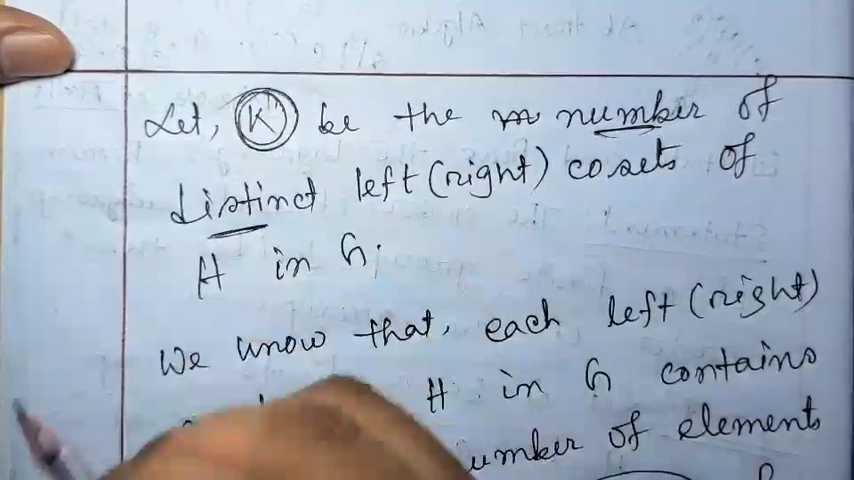 Let, K be the number of
distinct left (right) cosets of
H in G.
We know that, each left (right)
H in G contains
number of elements